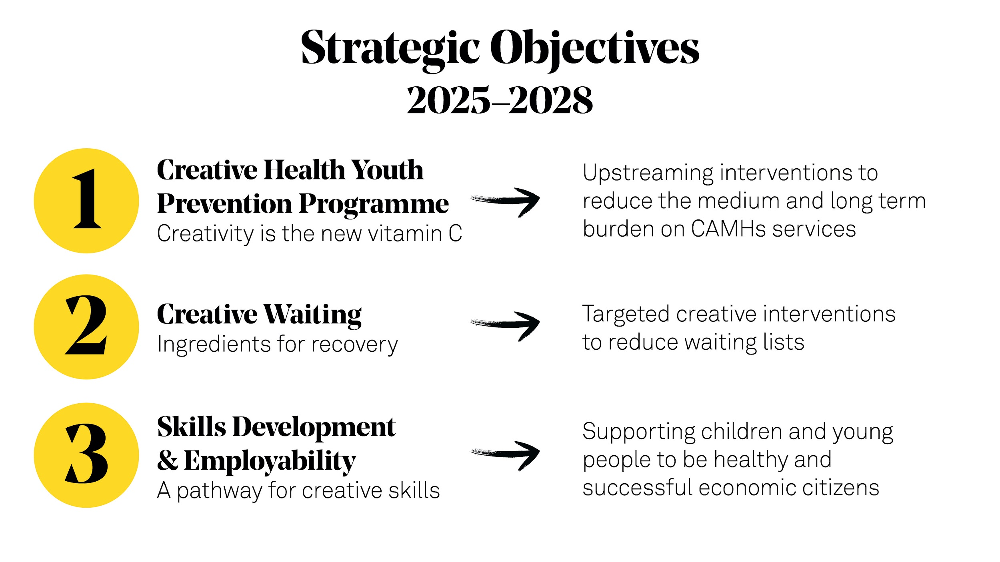 Strategic Objectives
2025–2028
1
Creative Health Youth
Prevention Programme
Creativity is the new vitamin C
Upstreaming interventions to
reduce the medium and long term
burden on CAMHs services
2
Creative Waiting
Ingredients for recovery
Targeted creative interventions
to reduce waiting lists
3
Skills Development
& Employability
A pathway for creative skills
Supporting children and young
people to be healthy and
successful economic citizens